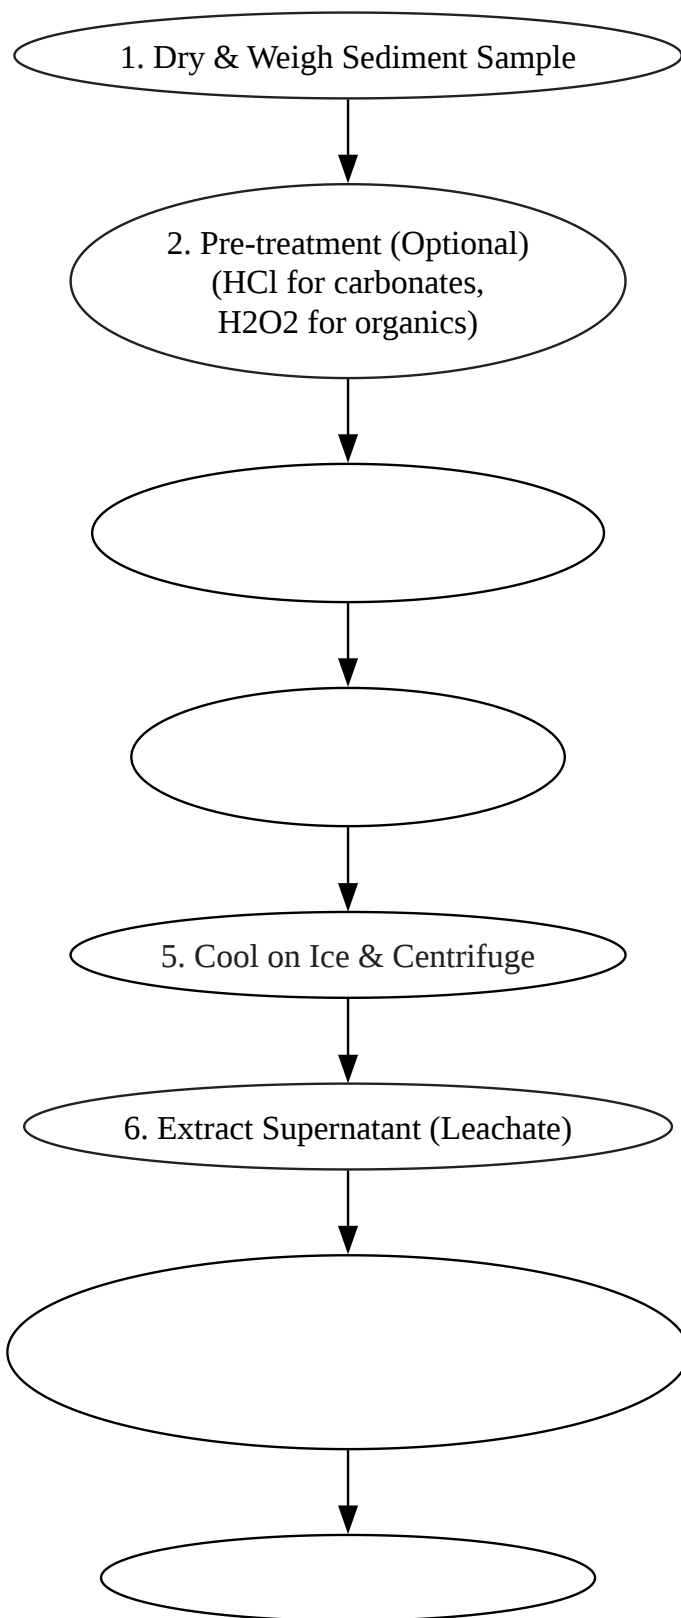 1. Dry & Weigh Sediment Sample
2. Pre-treatment (Optional)
(HCl for carbonates,
H2O2 for organics)
5. Cool on Ice & Centrifuge
6. Extract Supernatant (Leachate)